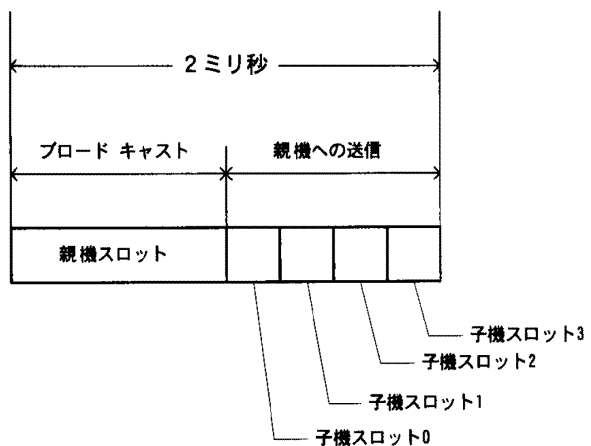 2ミリ秒
ブロード キャスト
親機への送信
親機スロット
子機スロット3
子機スロット2
子機スロット1
子機スロット0